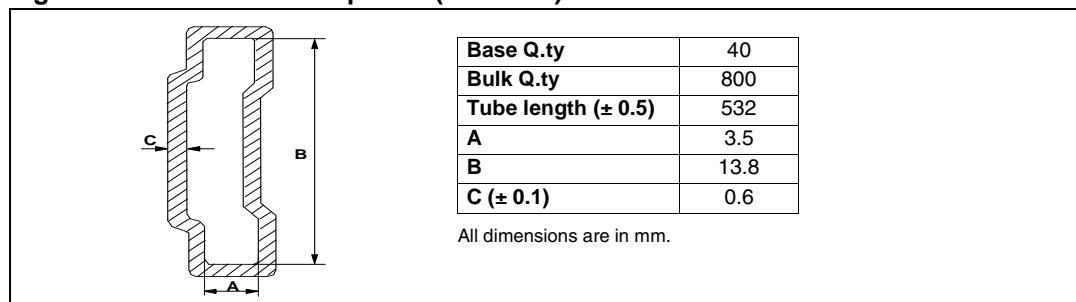 C
B
A
Base Q.ty 40
Bulk Q.ty 800
Tube length (± 0.5) 532
A 3.5
B 13.8
C (± 0.1) 0.6
All dimensions are in mm.